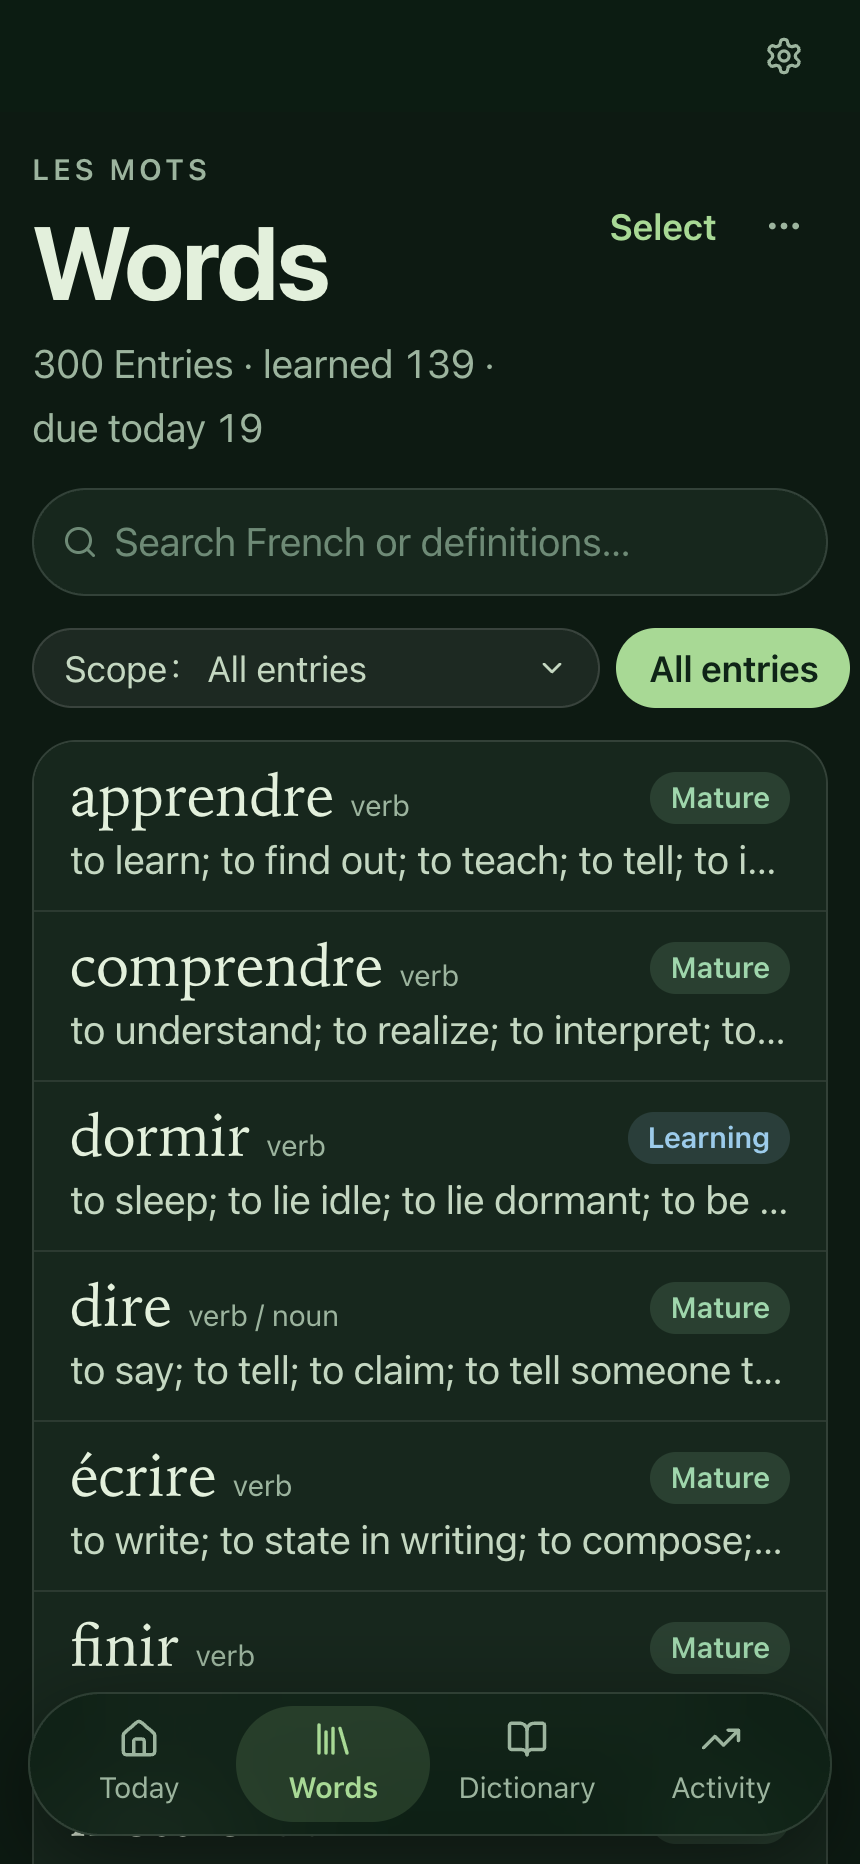 LES MOTS
Words
Select
300 Entries · learned 139 ·
due today 19
Search French or definitions...
Scope: All entries
All entries
apprendre verb Mature
to learn; to find out; to teach; to tell; to i...
comprendre verb Mature
to understand; to realize; to interpret; to...
dormir verb Learning
to sleep; to lie idle; to lie dormant; to be ...
dire verb / noun Mature
to say; to tell; to claim; to tell someone t...
écrire verb Mature
to write; to state in writing; to compose;...
finir verb Mature
Today Words Dictionary Activity